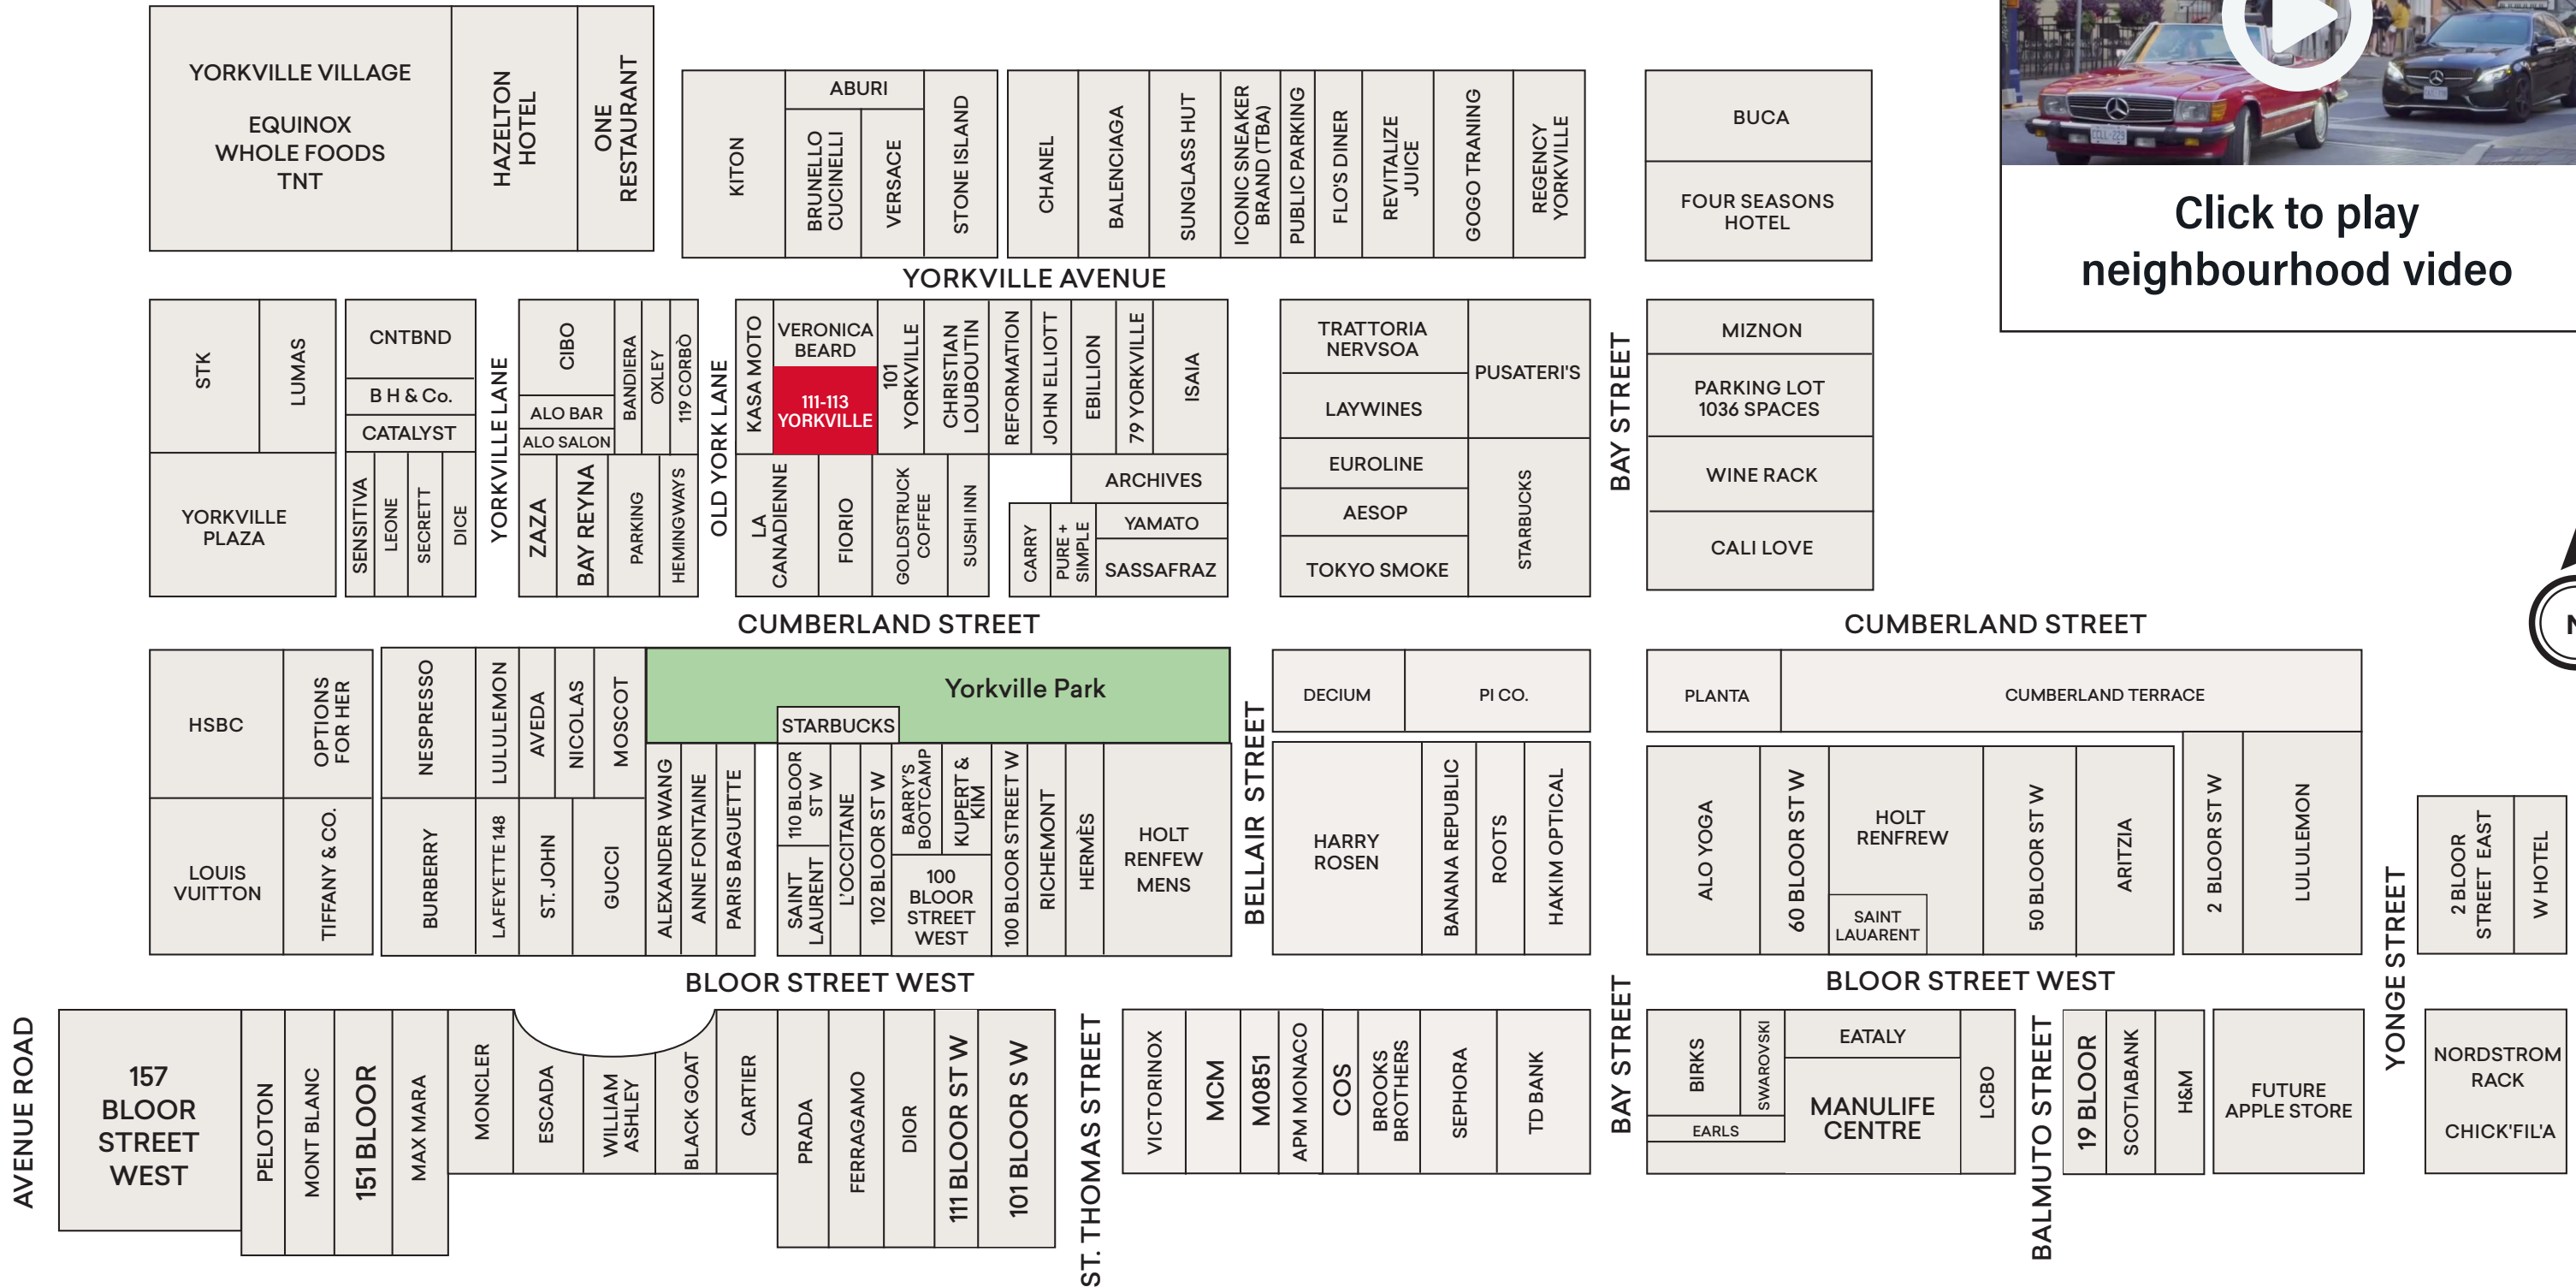 YORKVILLE VILLAGE
EQUINOX
WHOLE FOODS
TNT
HAZELTON
HOTEL
ONE
RESTAURANT
KITON
ABURI
BRUNELLO
CUCINELLI
VERSACE
STONE ISLAND
CHANEL
BALENCIAGA
SUNGLASS HUT
ICONIC SNEAKER
BRAND (TBA)
PUBLIC PARKING
FLO'S DINER
REVITALIZE
JUICE
GOGO TRANING
REGENCY
YORKVILLE
BUCA
FOUR SEASONS
HOTEL
Click to play
neighbourhood video
YORKVILLE AVENUE
STK
LUMAS
YORKVILLE
PLAZA
CNTBND
B H & Co.
CATALYST
SENSITIVA
LEONE
SECRETT
DICE
YORKVILLE LANE
CIBO
ALO BAR
ALO SALON
BANDIERA
OXLEY
119 CORBÒ
ZAZA
BAY REYNA
PARKING
HEMINGWAYS
OLD YORK LANE
KASA MOTO
VERONICA
BEARD
111-113
YORKVILLE
101
YORKVILLE
CHRISTIAN
LOUBOUTIN
REFORMATION
JOHN ELLIOTT
EBILLION
79 YORKVILLE
ISAIA
LA
CANADIENNE
FIORIO
GOLDSTRUCK
COFFEE
SUSHI INN
ARCHIVES
CARRY
PURE +
SIMPLE
YAMATO
SASSAFRAZ
TRATTORIA
NERVSOA
LAYWINES
EUROLINE
AESOP
TOKYO SMOKE
PUSATERI'S
STARBUCKS
BAY STREET
MIZNON
PARKING LOT
1036 SPACES
WINE RACK
CALI LOVE
N
CUMBERLAND STREET
CUMBERLAND STREET
HSBC
OPTIONS
FOR HER
LOUIS
VUITTON
TIFFANY & CO.
NESPRESSO
LULULEMON
AVEDA
NICOLAS
MOSCOT
BURBERRY
LAFEYETTE 148
ST. JOHN
GUCCI
Yorkville Park
STARBUCKS
ALEXANDER WANG
ANNE FONTAINE
PARIS BAGUETTE
110 BLOOR
ST W
SAINT
LAURENT
L'OCCITANE
102 BLOOR ST W
BARRY'S
BOOTCAMP
KUPERT &
KIM
100
BLOOR
STREET
WEST
100 BLOOR STREET W
RICHEMONT
HERMÈS
HOLT
RENFEW
MENS
BELLAIR STREET
DECIUM
PI CO.
HARRY
ROSEN
BANANA REPUBLIC
ROOTS
HAKIM OPTICAL
PLANTA
CUMBERLAND TERRACE
ALO YOGA
60 BLOOR ST W
HOLT
RENFREW
SAINT
LAUARENT
50 BLOOR ST W
ARITZIA
2 BLOOR ST W
LULULEMON
YONGE STREET
2 BLOOR
STREET EAST
W HOTEL
BLOOR STREET WEST
BLOOR STREET WEST
AVENUE ROAD
157
BLOOR
STREET
WEST
PELOTON
MONT BLANC
151 BLOOR
MAX MARA
MONCLER
ESCADA
WILLIAM
ASHLEY
BLACK GOAT
CARTIER
PRADA
FERRAGAMO
DIOR
111 BLOOR ST W
101 BLOOR S W
ST. THOMAS STREET
VICTORINOX
MCM
M0851
APM MONACO
COS
BROOKS
BROTHERS
SEPHORA
TD BANK
BAY STREET
BIRKS
SWAROVSKI
EARLS
EATALY
MANULIFE
CENTRE
LCBO
BALMUTO STREET
19 BLOOR
SCOTIABANK
H&M
FUTURE
APPLE STORE
NORDSTROM
RACK
CHICK'FIL'A